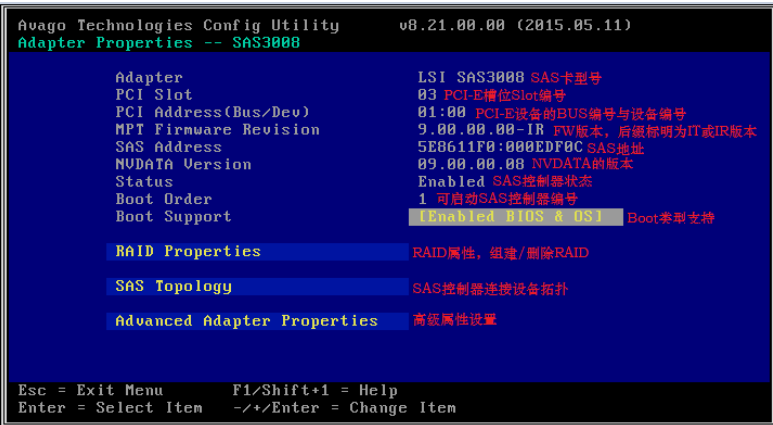 Avago Technologies Config Utility v8.21.00.00 (2015.05.11)
Adapter Properties -- SAS3008
Adapter LSI SAS3008 SAS卡型号
PCI Slot 03 PCI-E槽位Slot编号
PCI Address(Bus/Dev) 01:00 PCI-E设备的BUS编号与设备编号
MPT Firmware Revision 9.00.00.00-IR FW版本，后缀标明为IT或IR版本
SAS Address 5E8611F0:000EDF0C SAS地址
NVDATA Version 09.00.00.08 NVDATA的版本
Status Enabled SAS控制器状态
Boot Order 1 可启动SAS控制器编号
Boot Support [Enabled BIOS & OS] Boot类型支持
RAID Properties RAID属性，组建/删除RAID
SAS Topology SAS控制器连接设备拓扑
Advanced Adapter Properties 高级属性设置
Esc = Exit Menu F1/Shift+1 = Help
Enter = Select Item -/+/Enter = Change Item